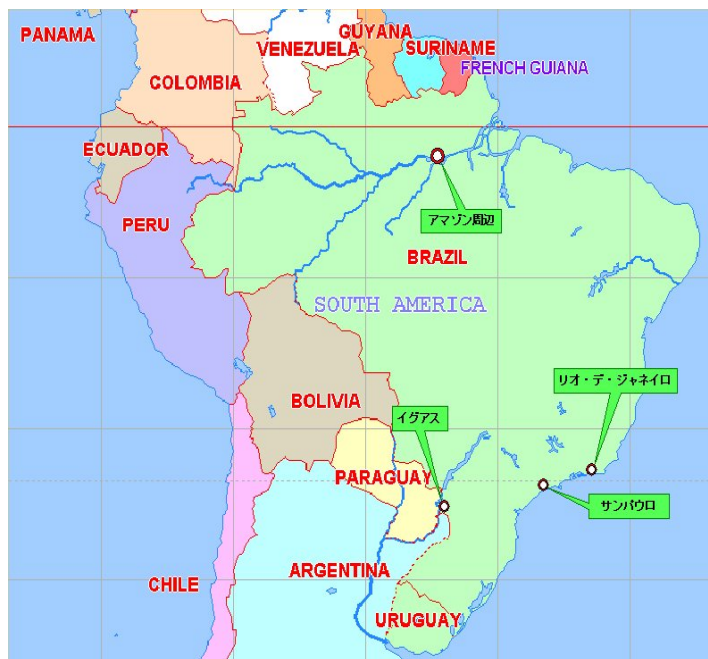 PANAMA
VENEZUELA
GUYANA
SURINAME
FRENCH GUIANA
COLOMBIA
ECUADOR
PERU
アマゾン周辺
BRAZIL
SOUTH AMERICA
リオ・デ・ジャネイロ
BOLIVIA
イグアス
PARAGUAY
サンパウロ
ARGENTINA
CHILE
URUGUAY